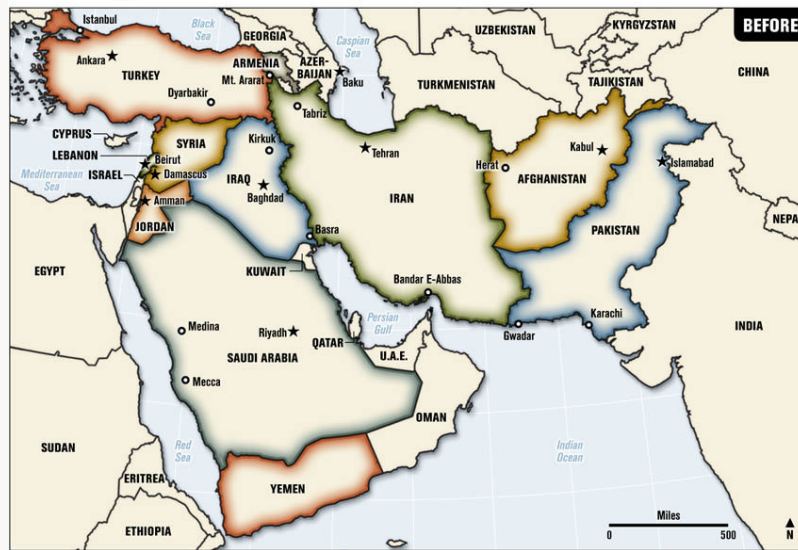 BEFORE
Istanbul
Black
Sea
GEORGIA
Caspian
Sea
UZBEKISTAN
KYRGYZSTAN
Ankara
TURKEY
ARMENIA
Mt. Ararat
AZER-
BAIJAN
Baku
TURKMENISTAN
TAJIKISTAN
CHINA
Dyarbakir
Tabriz
CYPRUS
SYRIA
Kirkuk
Tehran
Herat
Kabul
Islamabad
LEBANON
Beirut
Mediterranean
Sea
ISRAEL
Damascus
IRAQ
Baghdad
AFGHANISTAN
Amman
IRAN
NEPA
JORDAN
Basra
PAKISTAN
EGYPT
KUWAIT
Bandar E-Abbas
Persian
Gulf
Medina
Riyadh
QATAR
Gwadar
Karachi
INDIA
SAUDI ARABIA
U.A.E.
Mecca
OMAN
SUDAN
Red
Sea
Indian
Ocean
ERITREA
YEMEN
Miles
0
500
N
ETHIOPIA